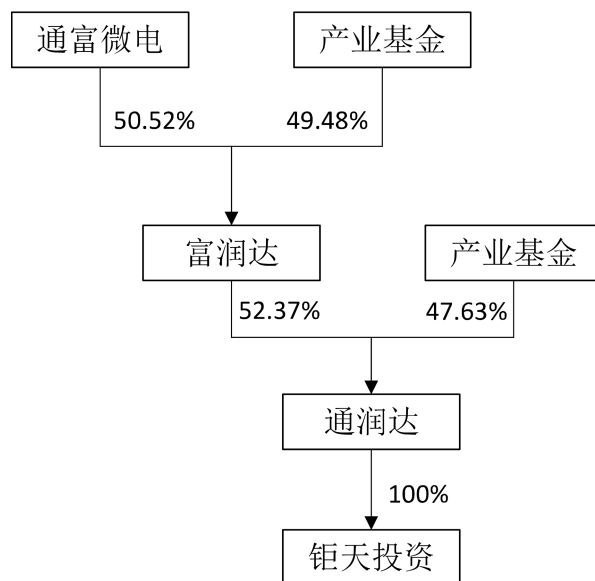 通富微电
产业基金
50.52%
49.48%
富润达
产业基金
52.37%
47.63%
通润达
100%
钜天投资